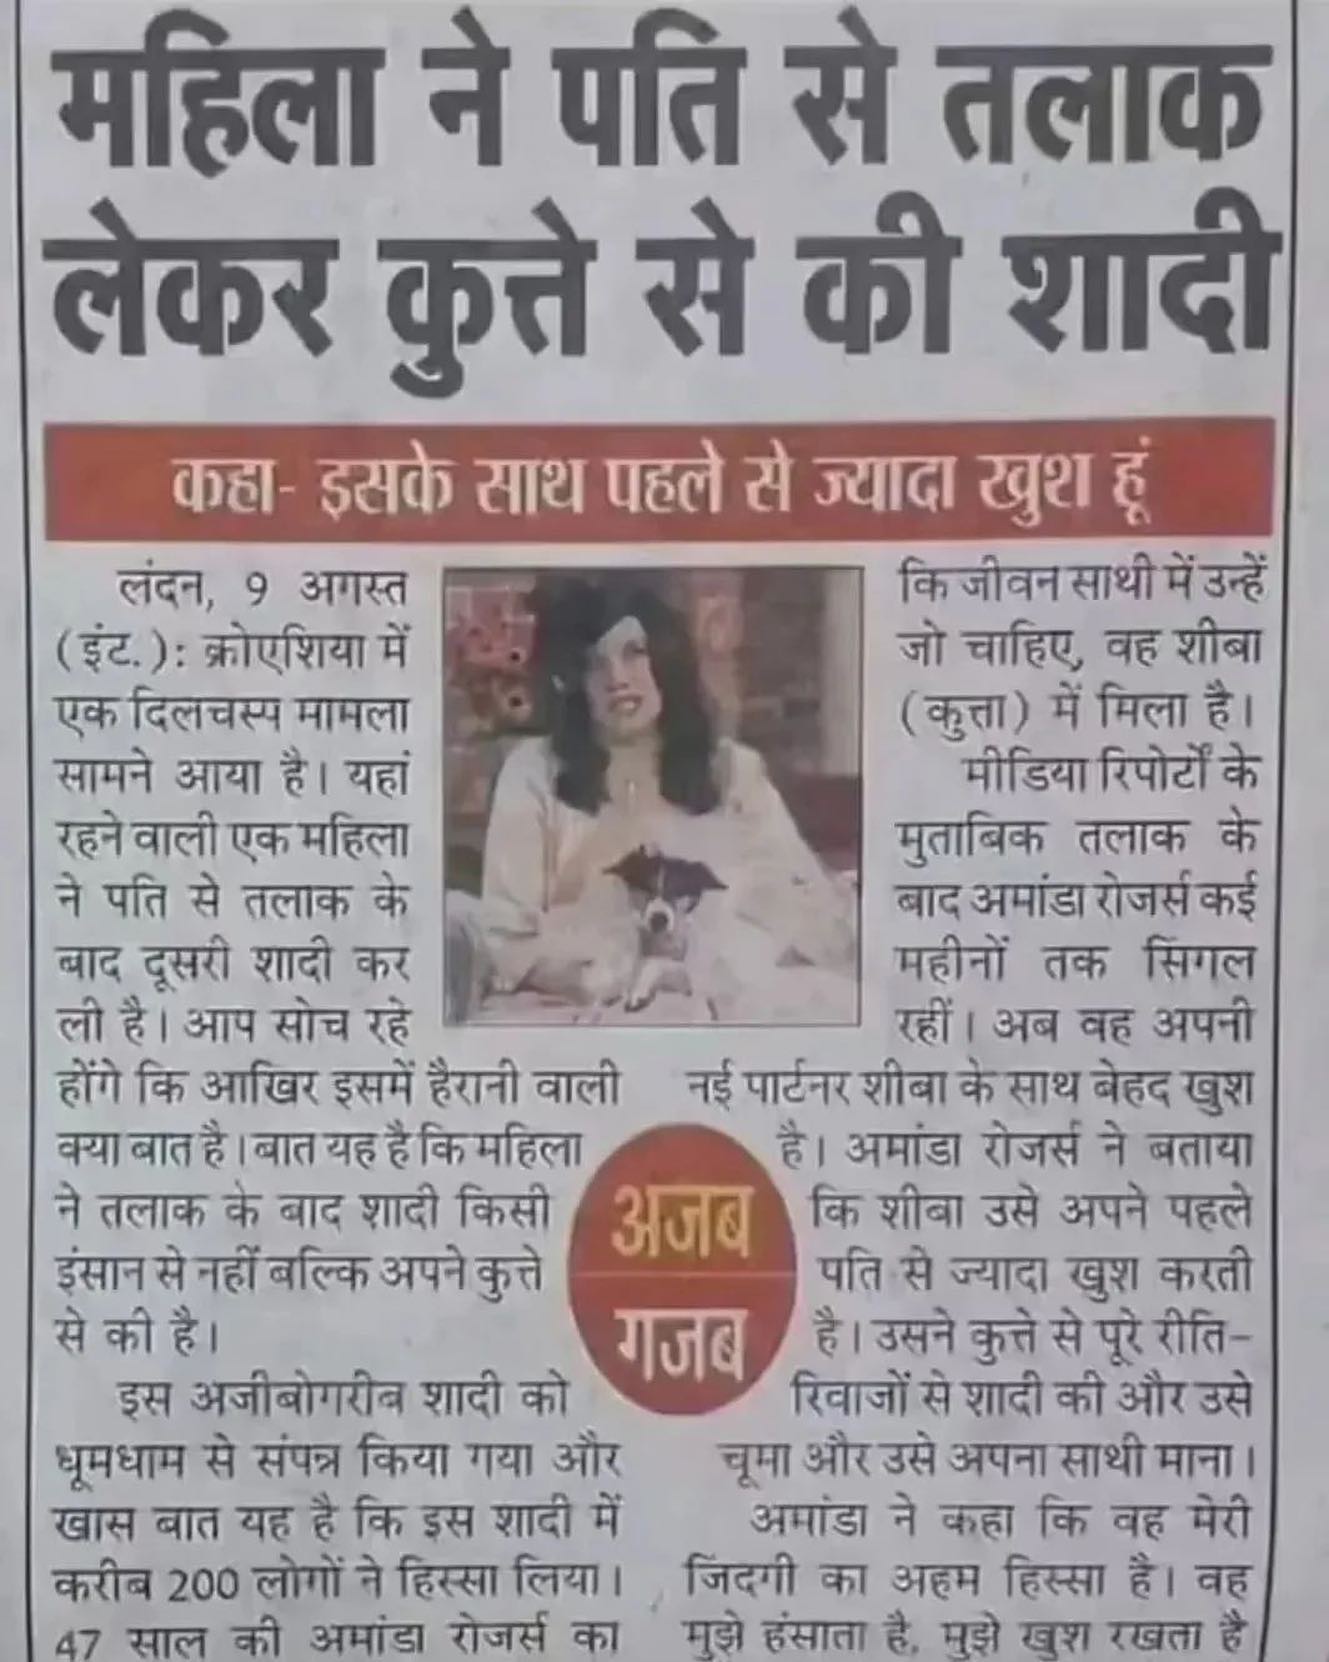 महिला ने पति से तलाक
लेकर कुत्ते से की शादी
कहा- इसके साथ पहले से ज्यादा खुश हूं
लंदन, 9 अगस्त
(इंट.): क्रोएशिया में
एक दिलचस्प मामला
सामने आया है। यहां
रहने वाली एक महिला
ने पति से तलाक के
बाद दूसरी शादी कर
ली है। आप सोच रहे
होंगे कि आखिर इसमें हैरानी वाली
क्या बात है। बात यह है कि महिला
ने तलाक के बाद शादी किसी
इंसान से नहीं बल्कि अपने कुत्ते
से की है।
इस अजीबोगरीब शादी को
धूमधाम से संपन्न किया गया और
खास बात यह है कि इस शादी में
करीब 200 लोगों ने हिस्सा लिया।
47 साल की अमांडा रोजर्स का
अजब
गजब
कि जीवन साथी में उन्हें
जो चाहिए, वह शीबा
(कुत्ता) में मिला है।
मीडिया रिपोर्टों के
मुताबिक तलाक के
बाद अमांडा रोजर्स कई
महीनों तक सिंगल
रहीं। अब वह अपनी
नई पार्टनर शीबा के साथ बेहद खुश
है। अमांडा रोजर्स ने बताया
कि शीबा उसे अपने पहले
पति से ज्यादा खुश करती
है। उसने कुत्ते से पूरे रीति-
रिवाजों से शादी की और उसे
चूमा और उसे अपना साथी माना।
अमांडा ने कहा कि वह मेरी
जिंदगी का अहम हिस्सा है। वह
मुझे हंसाता है, मुझे खुश रखता है